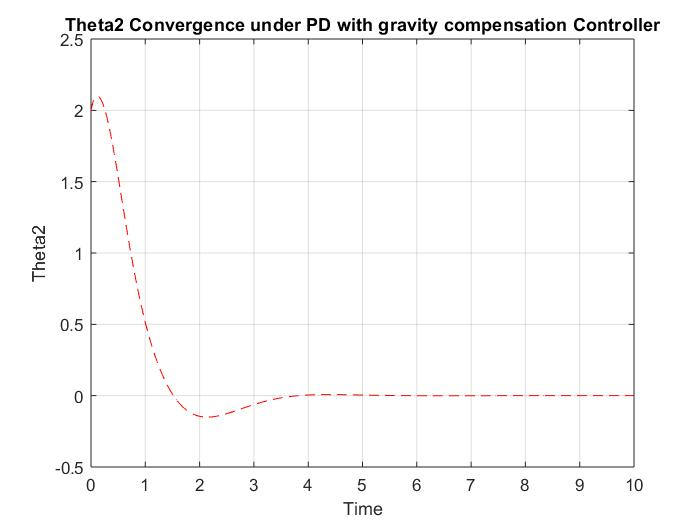 Theta2 Convergence under PD with gravity compensation Controller
2.5
2
1.5
1
0.5
0
-0.5
Theta2
0 1 2 3 4 5 6 7 8 9 10
Time